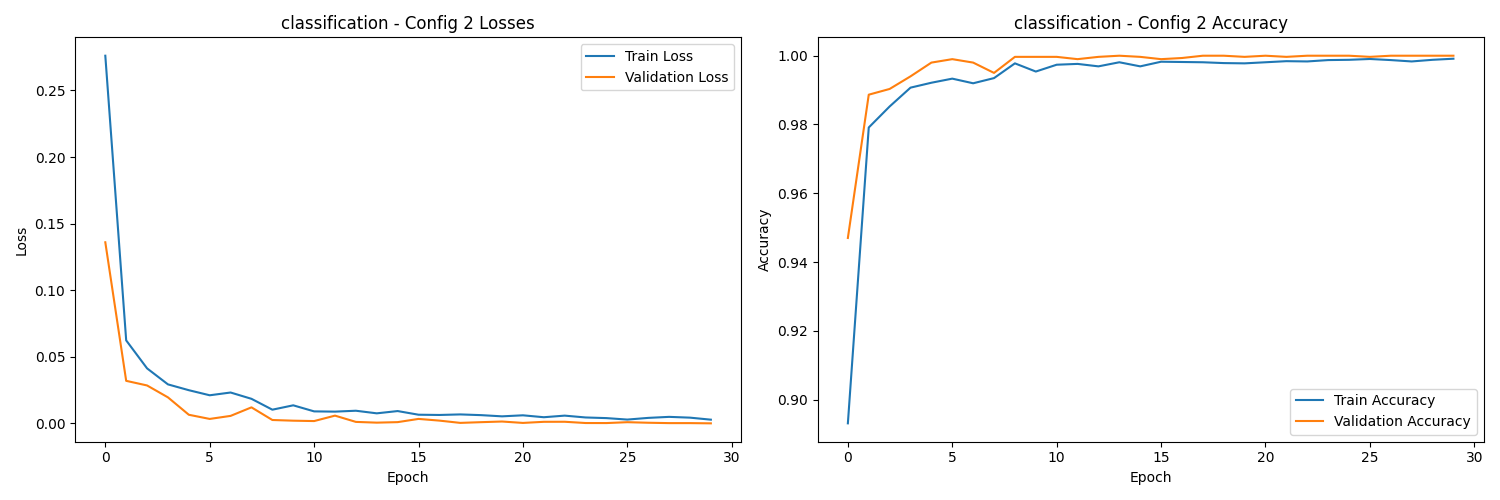 classification - Config 2 Losses
Train Loss
Validation Loss
0.25
0.20
0.15
0.10
0.05
0.00
Loss
0
5
10
15
20
25
30
Epoch
classification - Config 2 Accuracy
1.00
0.98
0.96
0.94
0.92
0.90
Accuracy
Train Accuracy
Validation Accuracy
0
5
10
15
20
25
30
Epoch